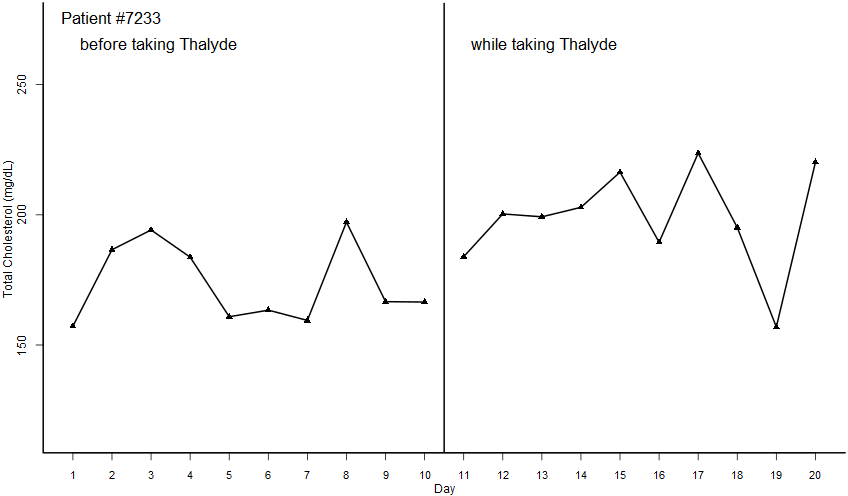 Patient #7233
before taking Thalyde
while taking Thalyde
Total Cholesterol (mg/dL)
250
200
150
1 2 3 4 5 6 7 8 9 10 11 12 13 14 15 16 17 18 19 20
Day